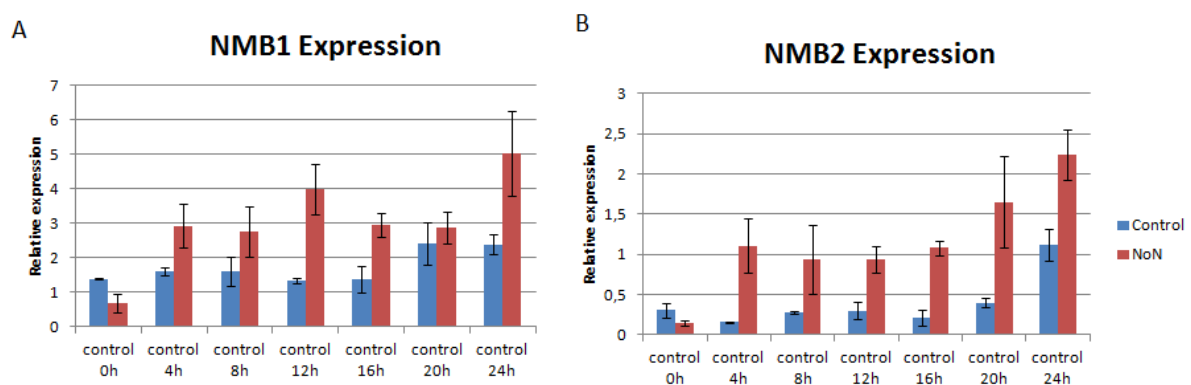 A
NMB1 Expression
Relative expression
7
6
5
4
3
2
1
0
control control control control control control control
0h 4h 8h 12h 16h 20h 24h
B
NMB2 Expression
Relative expression
3
2,5
2
1,5
1
0,5
0
control control control control control control control
0h 4h 8h 12h 16h 20h 24h
Control
NoN